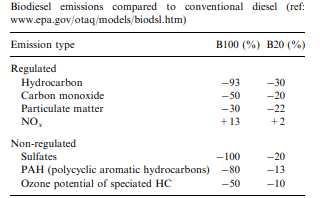 Biodiesel emissions compared to conventional diesel (ref:
www.epa.gov/otaq/models/biodsl.htm)
Emission type B100 (%) B20 (%)
Regulated
Hydrocarbon −93 −30
Carbon monoxide −50 −20
Particulate matter −30 −22
NOx +13 +2
Non-regulated
Sulfates −100 −20
PAH (polycyclic aromatic hydrocarbons) −80 −13
Ozone potential of speciated HC −50 −10